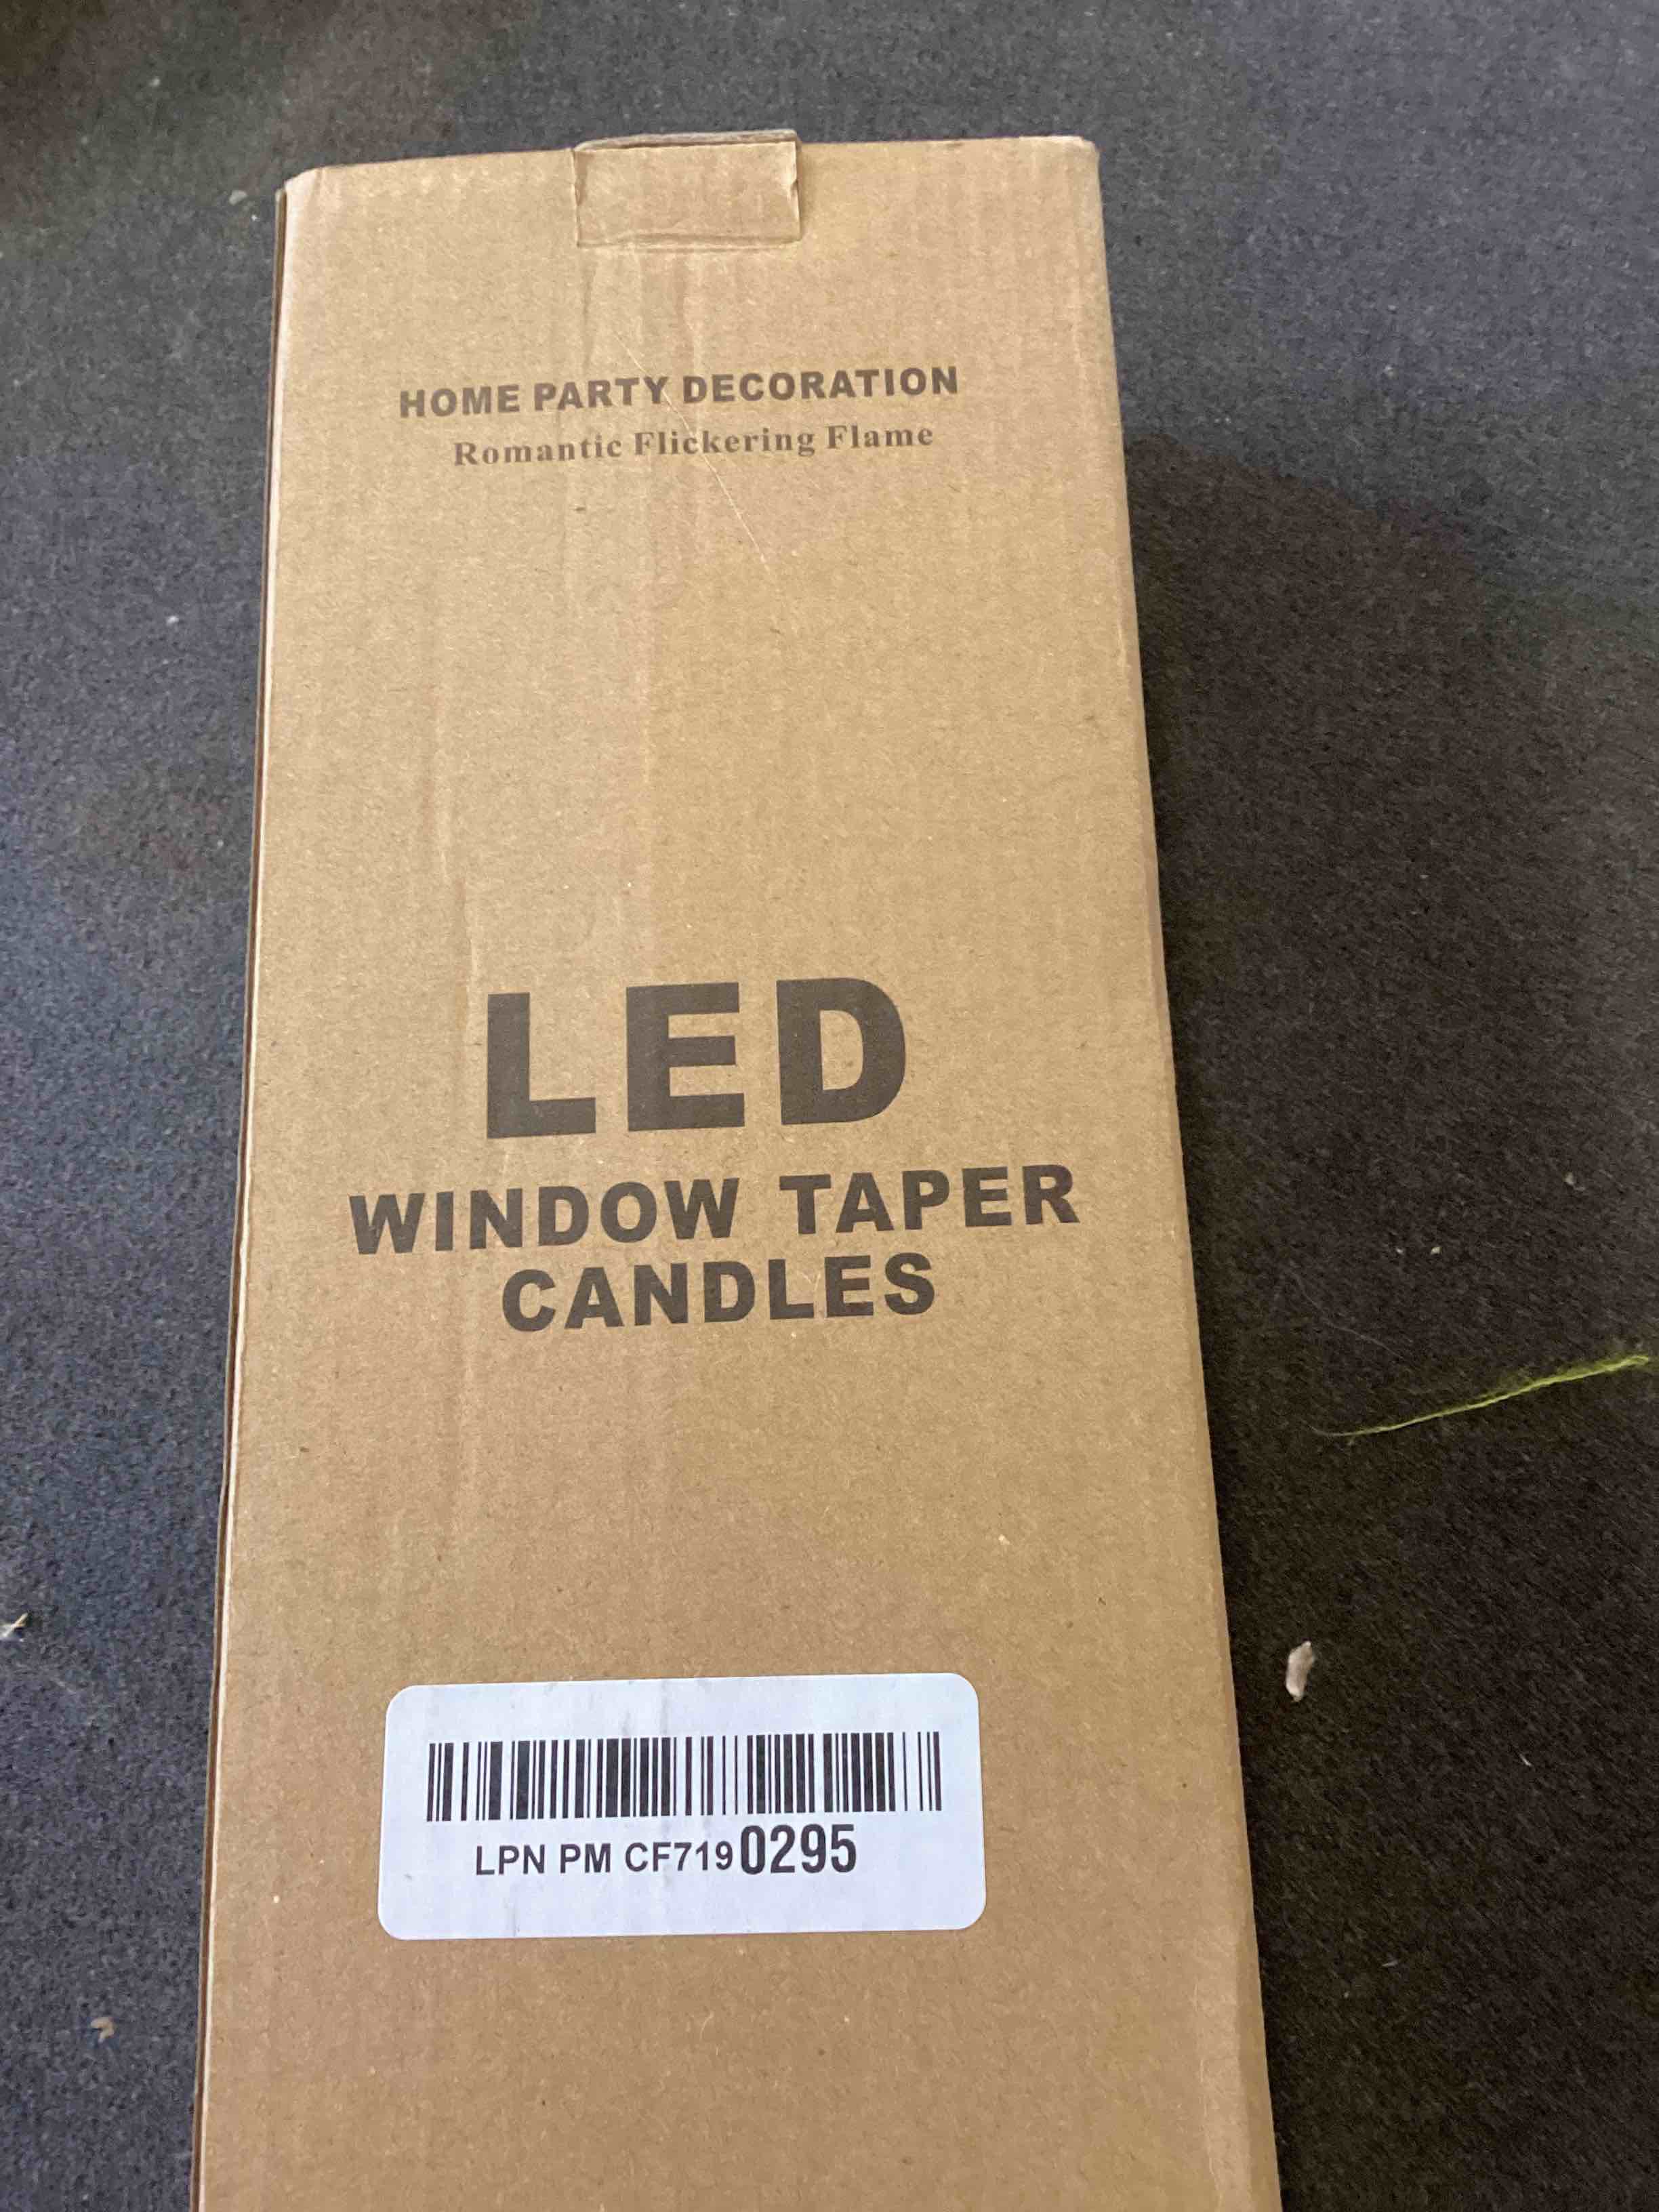 HOME PARTY DECORATION
Romantic Flickering Flame
LED
WINDOW TAPER
CANDLES
LPN PM CF7190295